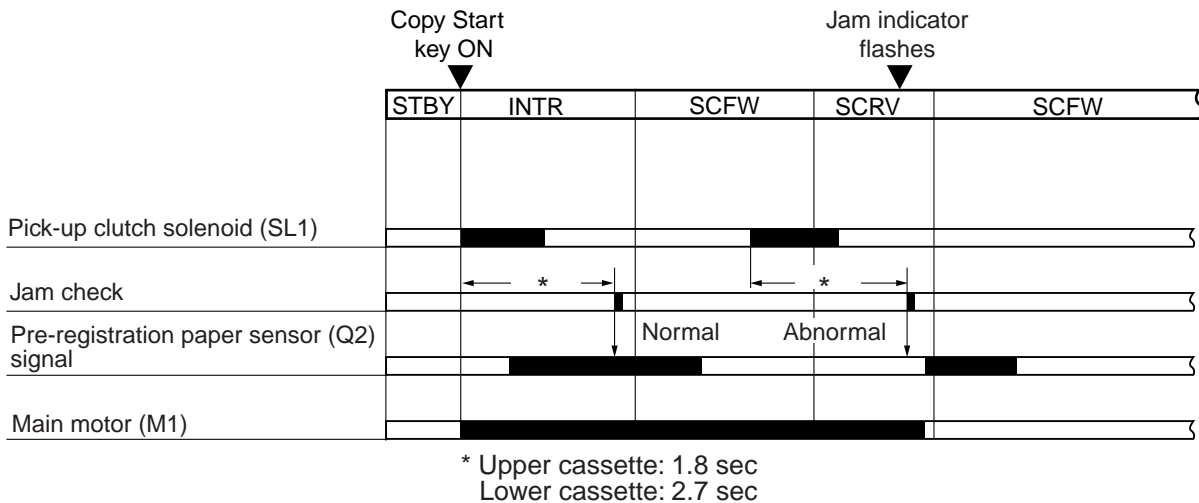 Copy Start
key ON
Jam indicator
flashes
STBY INTR SCFW SCRV SCFW
Pick-up clutch solenoid (SL1)
* *
Jam check
Normal Abnormal
Pre-registration paper sensor (Q2)
signal
Main motor (M1)
* Upper cassette: 1.8 sec
Lower cassette: 2.7 sec